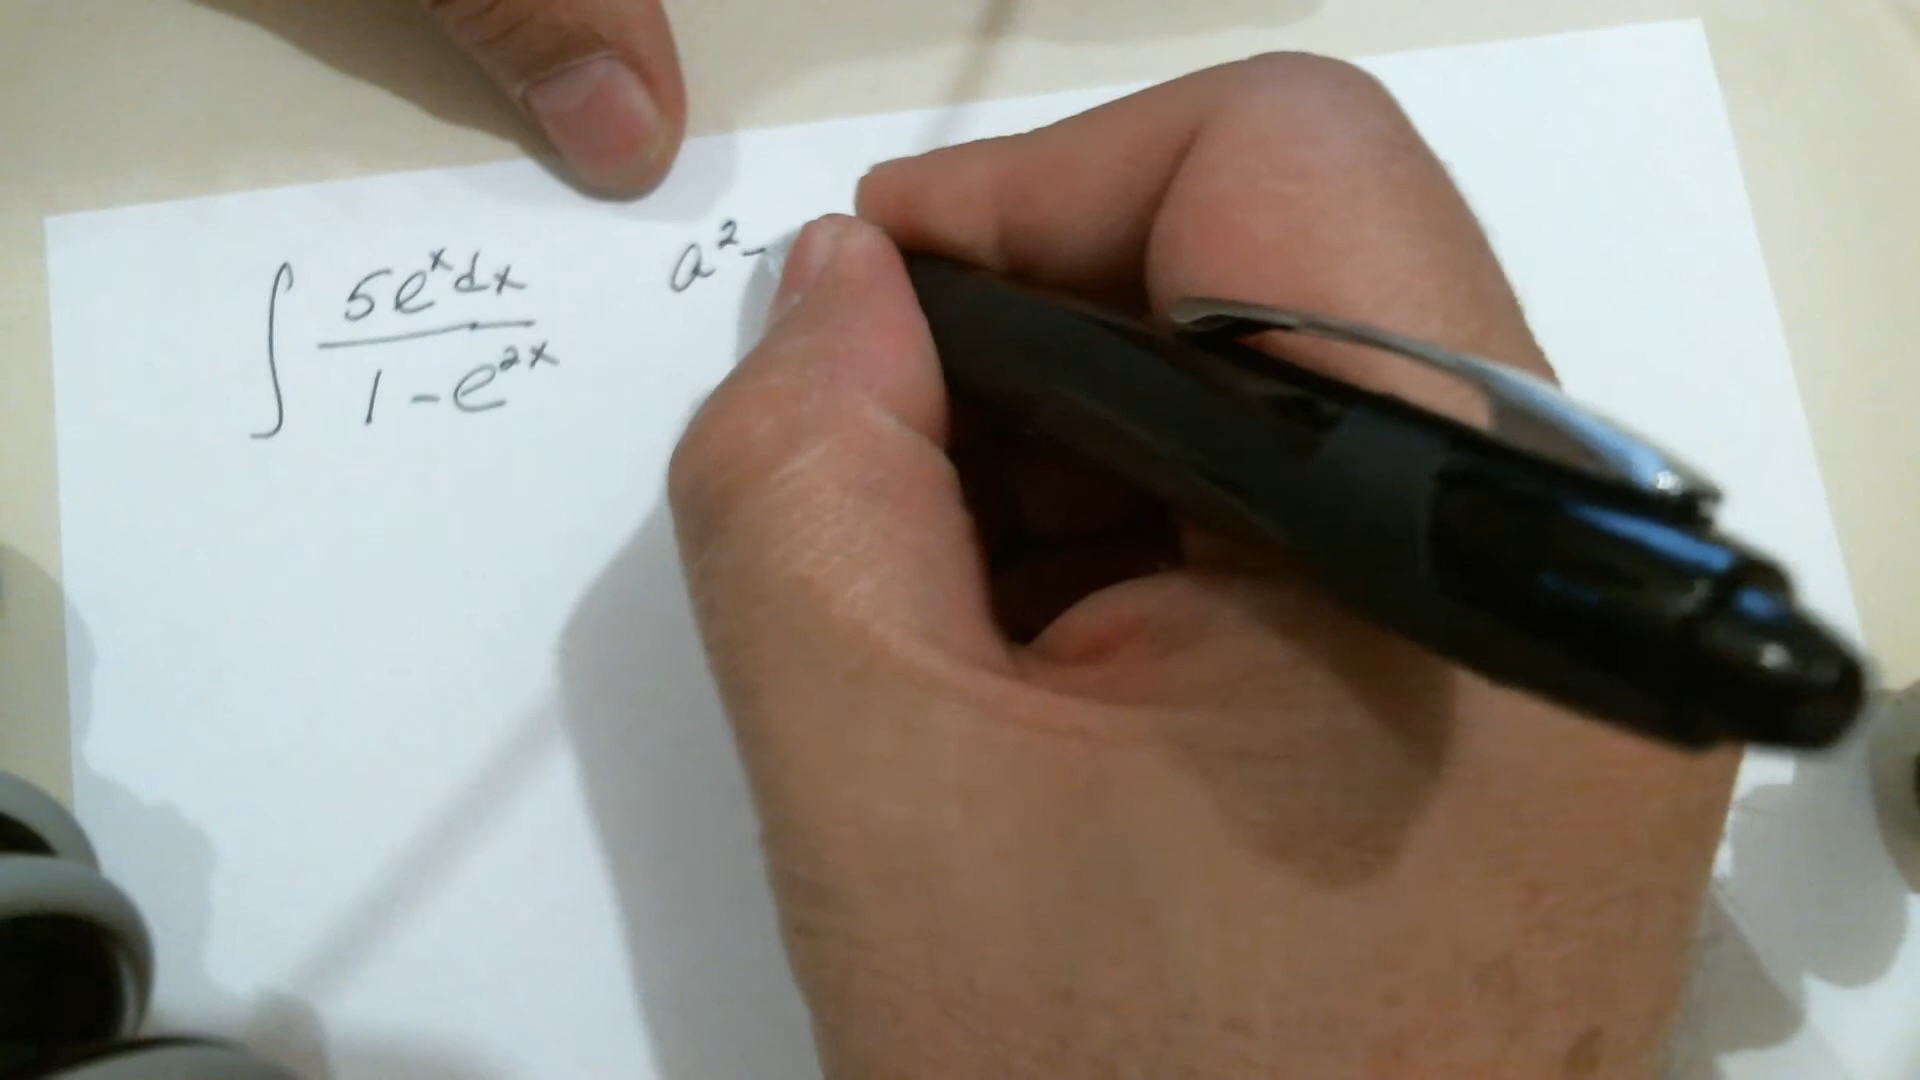 ∫ 5e^x dx / 1 - e^2x    a^2 -